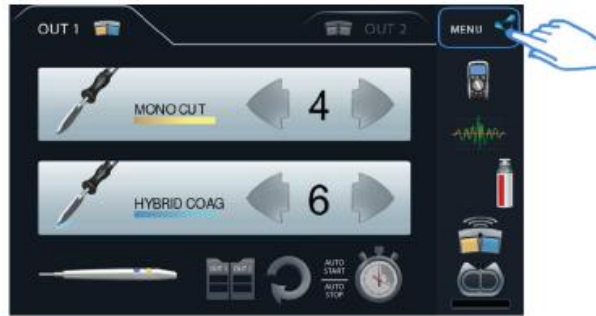 OUT 1
OUT 2
MENU
MONO CUT
4
HYBRID COAG
6
OUT 1 OUT 2
AUTO
START
AUTO
STOP